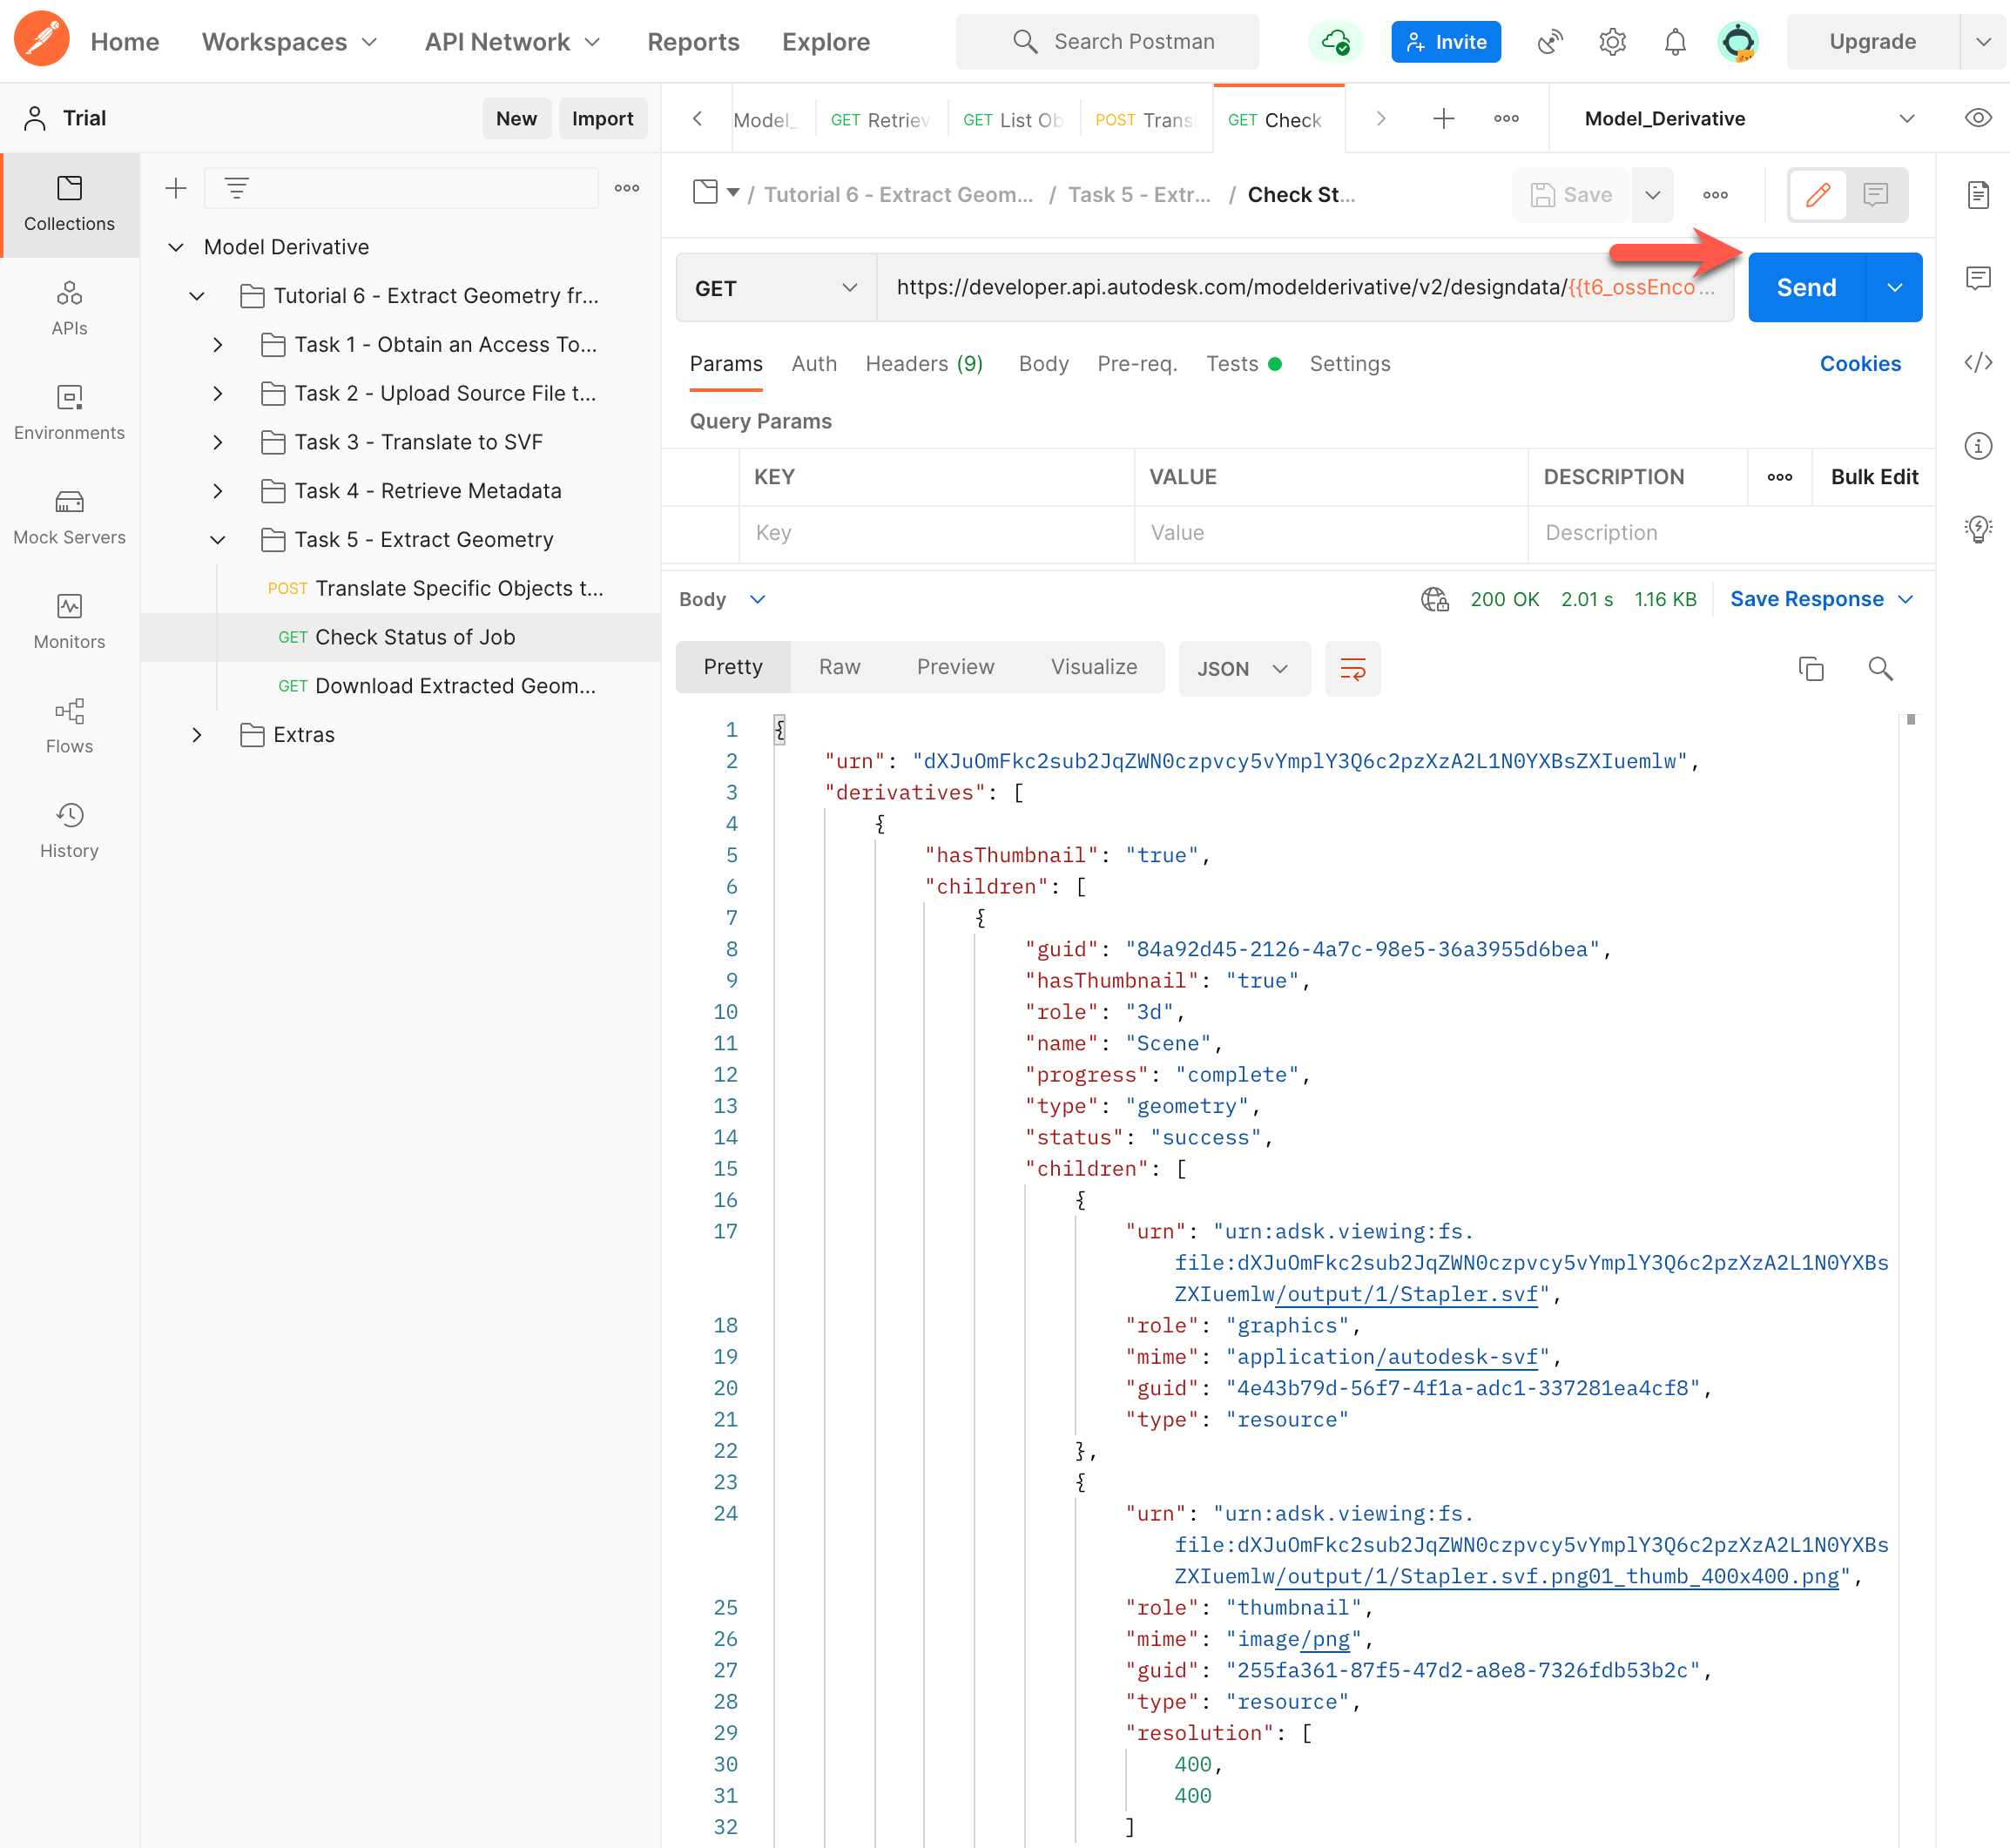 Home Workspaces API Network Reports Explore Search Postman Invite Upgrade
Trial New Import
Model_ GET Retriev GET List Ob POST Trans GET Check Model_Derivative
Collections
APIs
Environments
Mock Servers
Monitors
Flows
History
Model Derivative
Tutorial 6 - Extract Geometry fr...
Task 1 - Obtain an Access To...
Task 2 - Upload Source File t...
Task 3 - Translate to SVF
Task 4 - Retrieve Metadata
Task 5 - Extract Geometry
POST Translate Specific Objects t...
GET Check Status of Job
GET Download Extracted Geom...
Extras
/ Tutorial 6 - Extract Geom... / Task 5 - Extr... / Check St... Save
GET https://developer.api.autodesk.com/modelderivative/v2/designdata/{{t6_ossEnco... Send
Params Auth Headers (9) Body Pre-req. Tests Settings Cookies
Query Params
KEY VALUE DESCRIPTION Bulk Edit
Key Value Description
Body 200 OK 2.01 s 1.16 KB Save Response
Pretty Raw Preview Visualize JSON
1 {
2 "urn": "dXJuOmFkc2sub2JqZWN0czpvcy5vYmplY3Q6c2pzXzA2L1N0YXBsZXIuemlw",
3 "derivatives": [
4 {
5 "hasThumbnail": "true",
6 "children": [
7 {
8 "guid": "84a92d45-2126-4a7c-98e5-36a3955d6bea",
9 "hasThumbnail": "true",
10 "role": "3d",
11 "name": "Scene",
12 "progress": "complete",
13 "type": "geometry",
14 "status": "success",
15 "children": [
16 {
17 "urn": "urn:adsk.viewing:fs.
file:dXJuOmFkc2sub2JqZWN0czpvcy5vYmplY3Q6c2pzXzA2L1N0YXBs
ZXIuemlw/output/1/Stapler.svf",
18 "role": "graphics",
19 "mime": "application/autodesk-svf",
20 "guid": "4e43b79d-56f7-4f1a-adc1-337281ea4cf8",
21 "type": "resource"
22 },
23 {
24 "urn": "urn:adsk.viewing:fs.
file:dXJuOmFkc2sub2JqZWN0czpvcy5vYmplY3Q6c2pzXzA2L1N0YXBs
ZXIuemlw/output/1/Stapler.svf.png01_thumb_400x400.png",
25 "role": "thumbnail",
26 "mime": "image/png",
27 "guid": "255fa361-87f5-47d2-a8e8-7326fdb53b2c",
28 "type": "resource",
29 "resolution": [
30 400,
31 400
32 ]